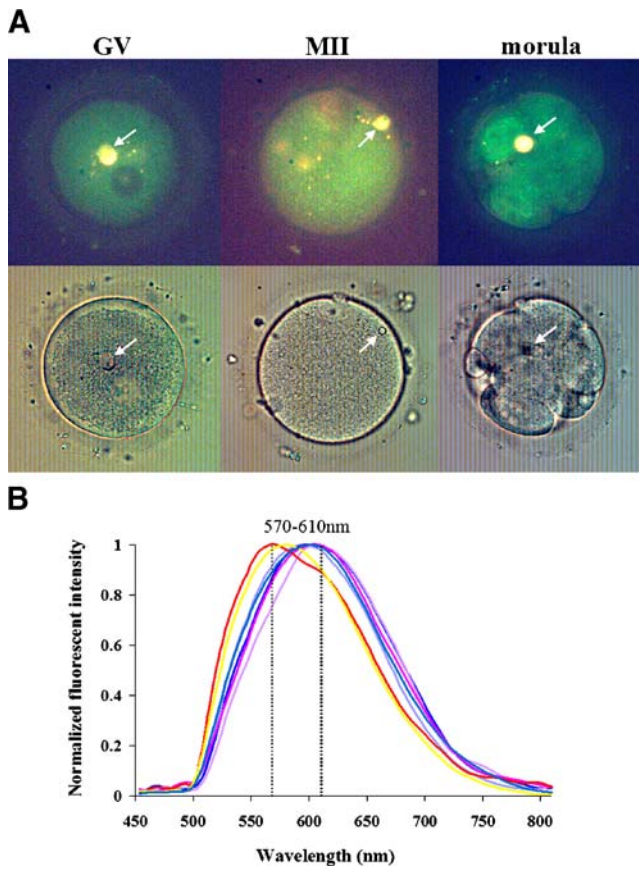 A
GV MII morula
B
570-610nm
Normalized fluorescent intensity
1
0.8
0.6
0.4
0.2
0
450 500 550 600 650 700 750 800
Wavelength (nm)